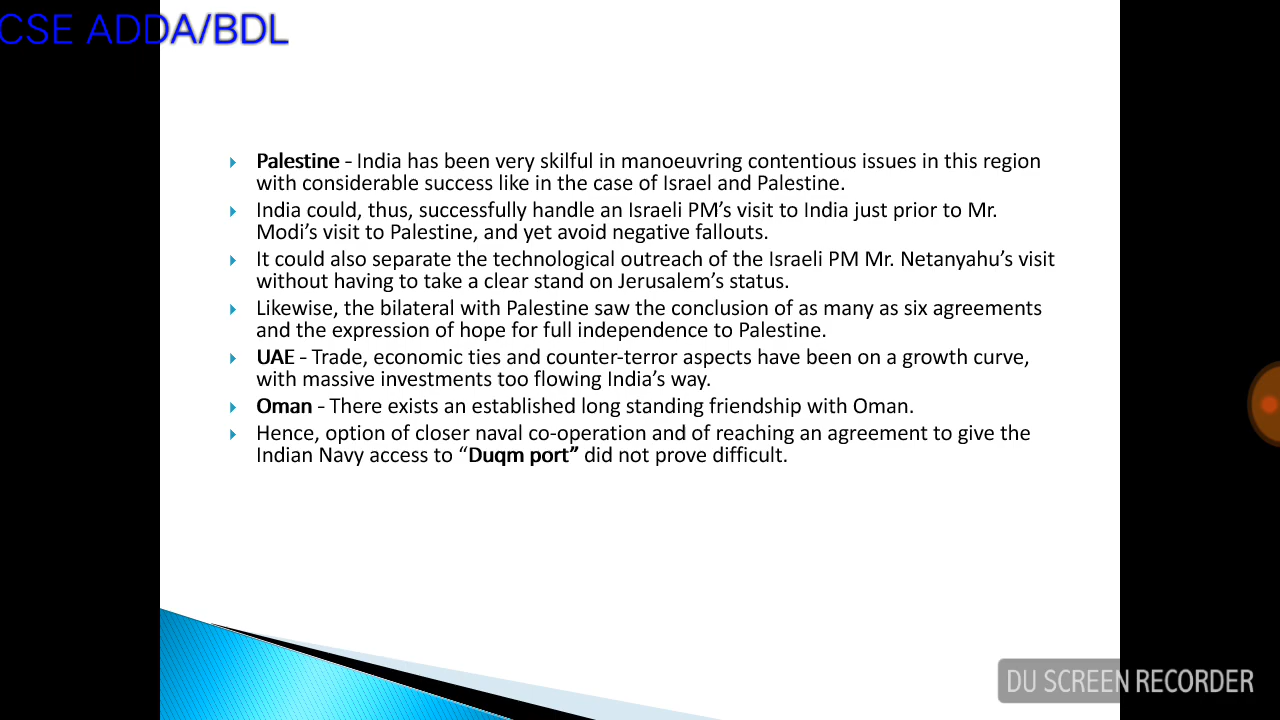 CSE ADDA/BDL
Palestine - India has been very skilful in manoeuvring contentious issues in this region
with considerable success like in the case of Israel and Palestine.
India could, thus, successfully handle an Israeli PM’s visit to India just prior to Mr.
Modi’s visit to Palestine, and yet avoid negative fallouts.
It could also separate the technological outreach of the Israeli PM Mr. Netanyahu’s visit
without having to take a clear stand on Jerusalem’s status.
Likewise, the bilateral with Palestine saw the conclusion of as many as six agreements
and the expression of hope for full independence to Palestine.
UAE - Trade, economic ties and counter-terror aspects have been on a growth curve,
with massive investments too flowing India’s way.
Oman - There exists an established long standing friendship with Oman.
Hence, option of closer naval co-operation and of reaching an agreement to give the
Indian Navy access to “Duqm port” did not prove difficult.
DU SCREEN RECORDER